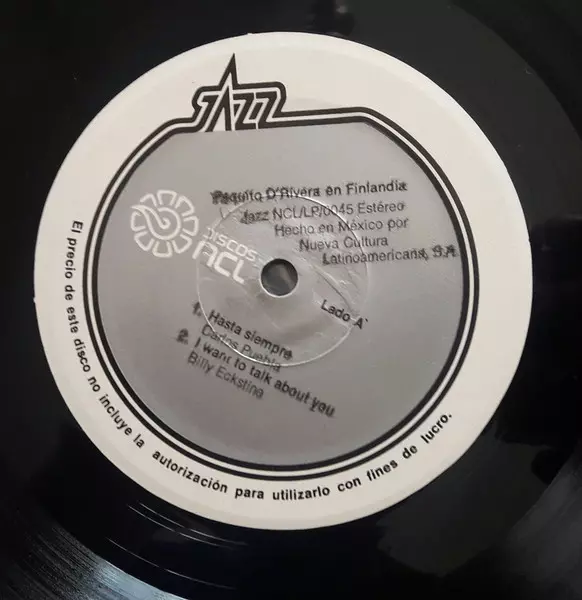 JAZZ
Paquito D'Rivera en Finlandia
Jazz NCL/LP/0045 Estéreo
Hecho en México por
Nueva Cultura
Latinoamericana, S.A.
DISCOS
NCL
Lado A
1. Hasta siempre
Carlos Puebla
2. I want to talk about you
Billy Eckstine
El precio de este disco no incluye la autorización para utilizarlo con fines de lucro.